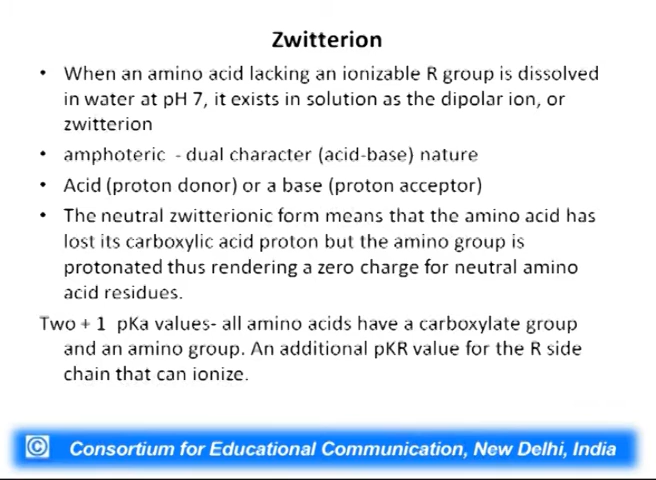 Zwitterion
• When an amino acid lacking an ionizable R group is dissolved
in water at pH 7, it exists in solution as the dipolar ion, or
zwitterion
• amphoteric - dual character (acid-base) nature
• Acid (proton donor) or a base (proton acceptor)
• The neutral zwitterionic form means that the amino acid has
lost its carboxylic acid proton but the amino group is
protonated thus rendering a zero charge for neutral amino
acid residues.
Two + 1 pKa values- all amino acids have a carboxylate group
and an amino group. An additional pKR value for the R side
chain that can ionize.
© Consortium for Educational Communication, New Delhi, India